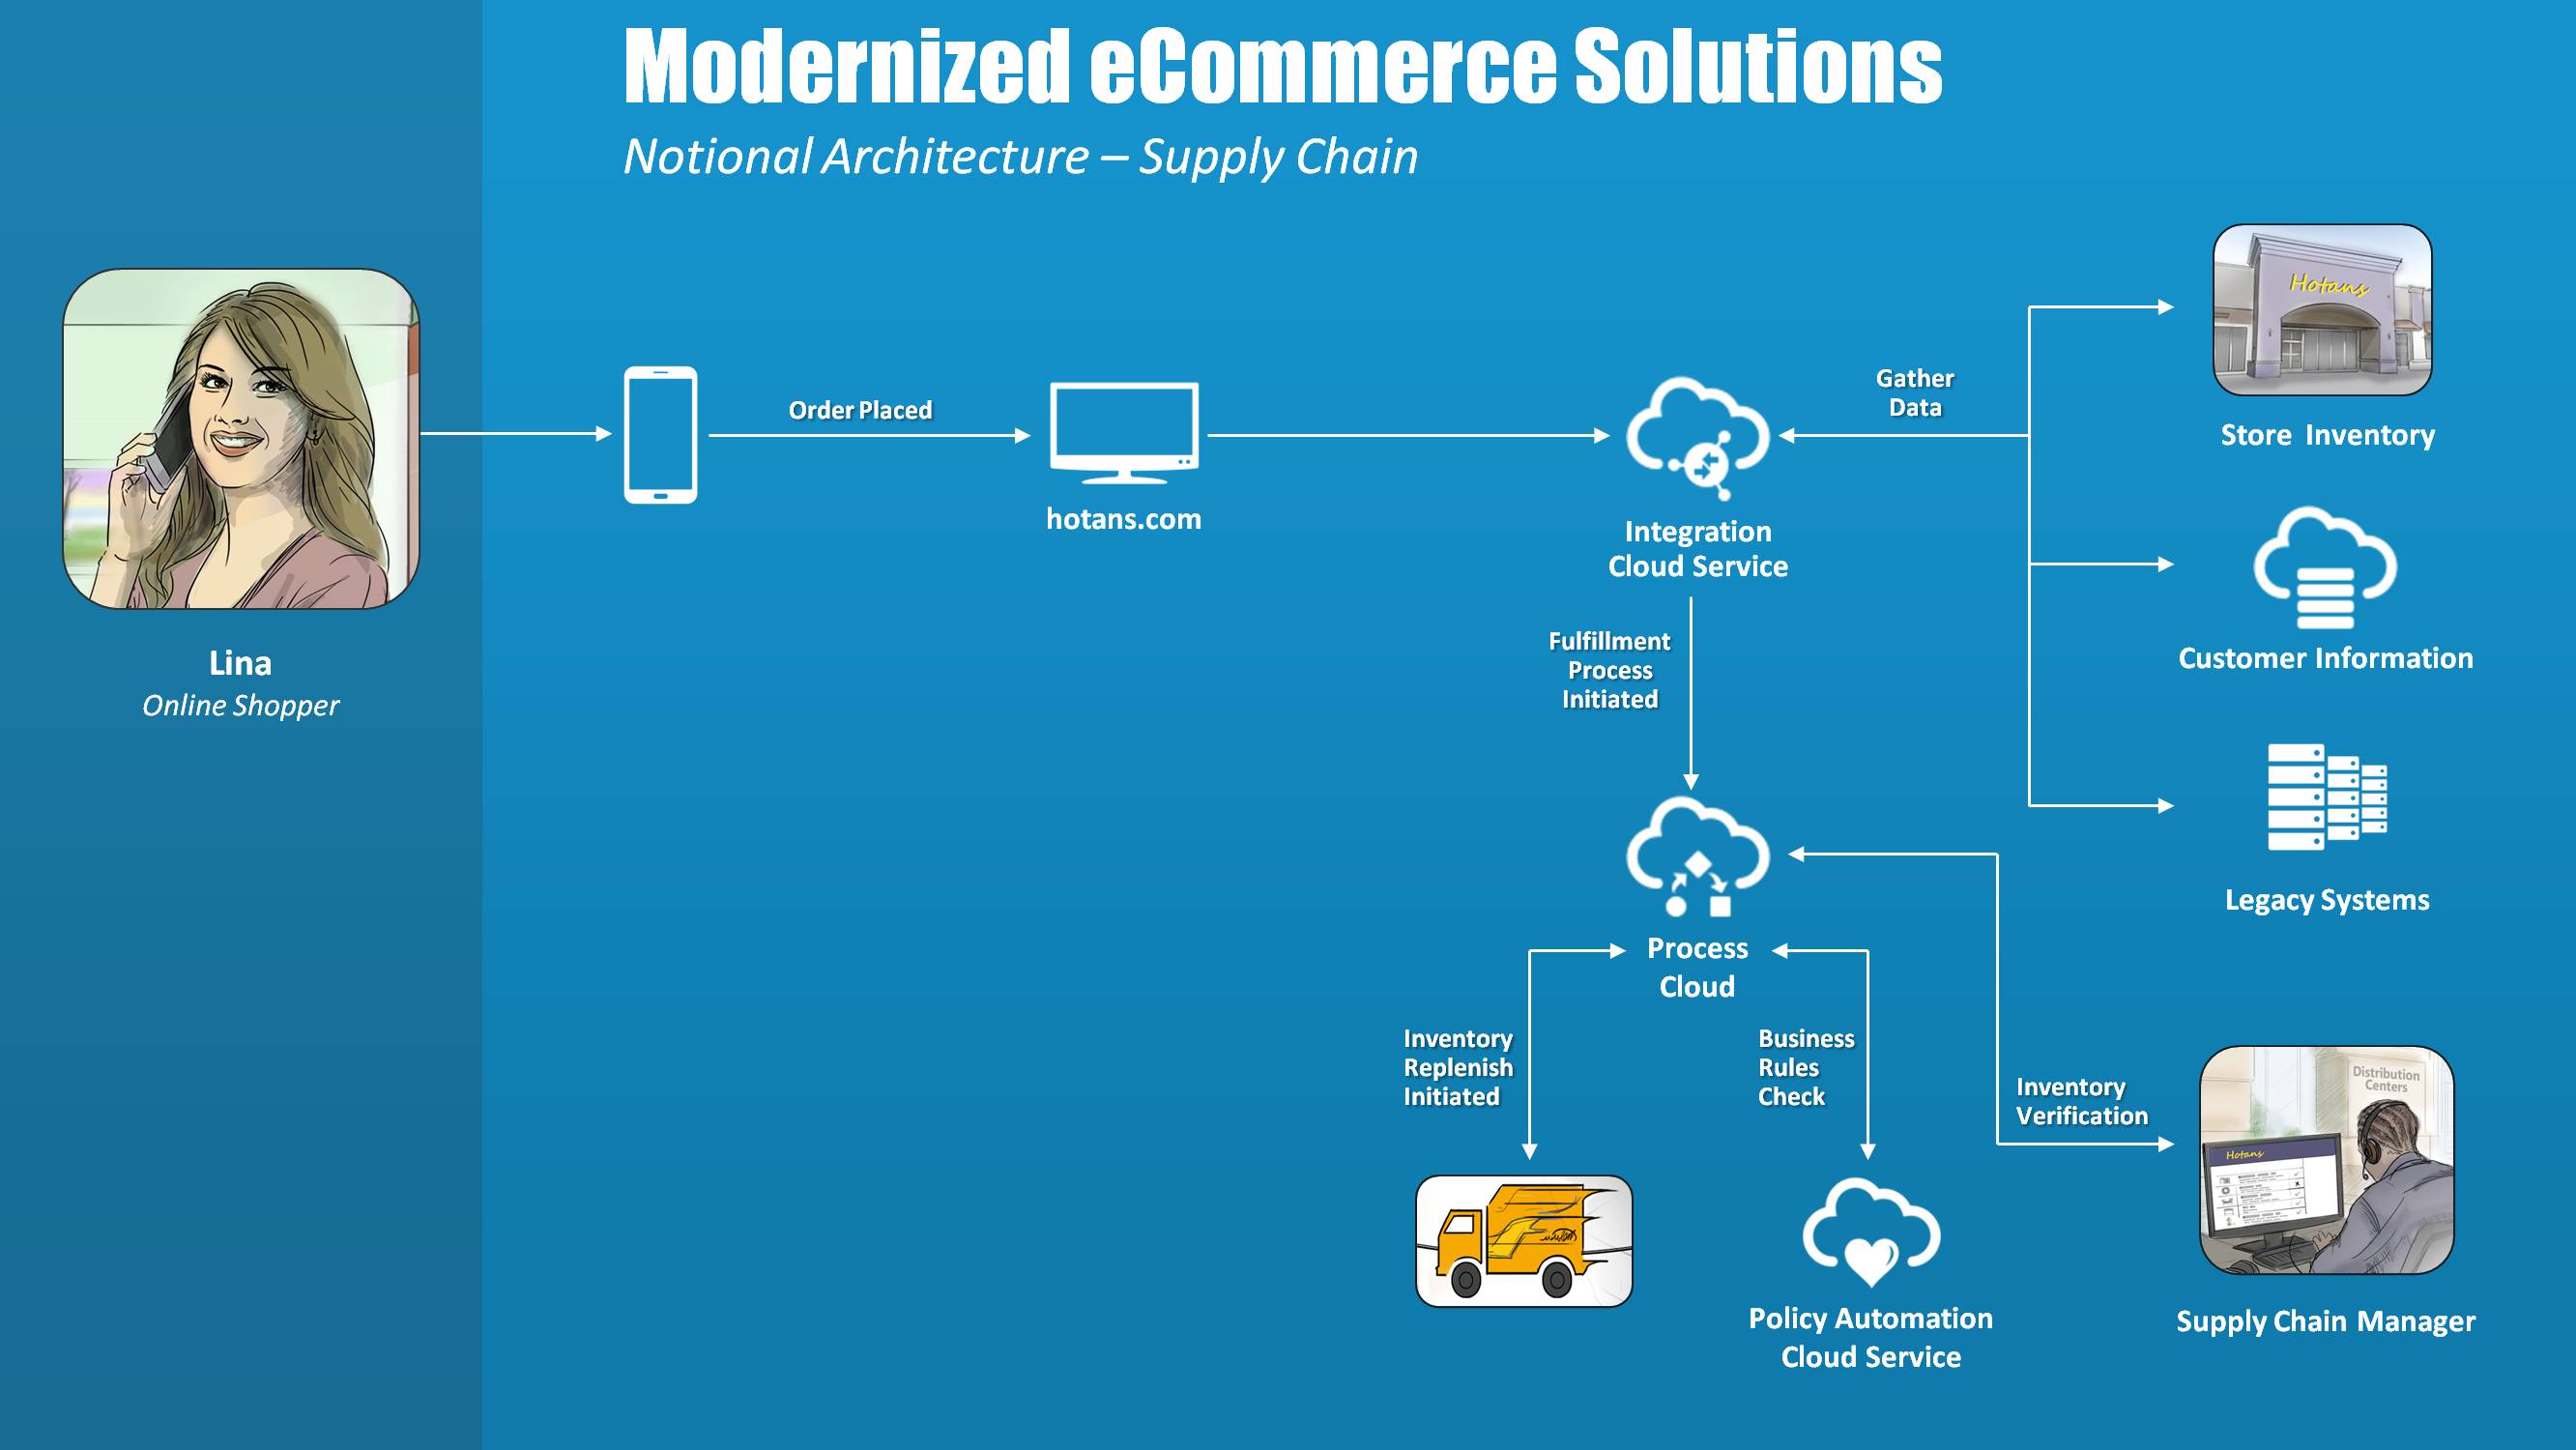 Modernized eCommerce Solutions
Notional Architecture – Supply Chain
Lina
Online Shopper
Order Placed
hotans.com
Integration
Cloud Service
Gather
Data
Hotans
Store Inventory
Customer Information
Legacy Systems
Fulfillment
Process
Initiated
Process
Cloud
Inventory
Replenish
Initiated
Business
Rules
Check
Inventory
Verification
Policy Automation
Cloud Service
Distribution
Centers
Hotans
Supply Chain Manager